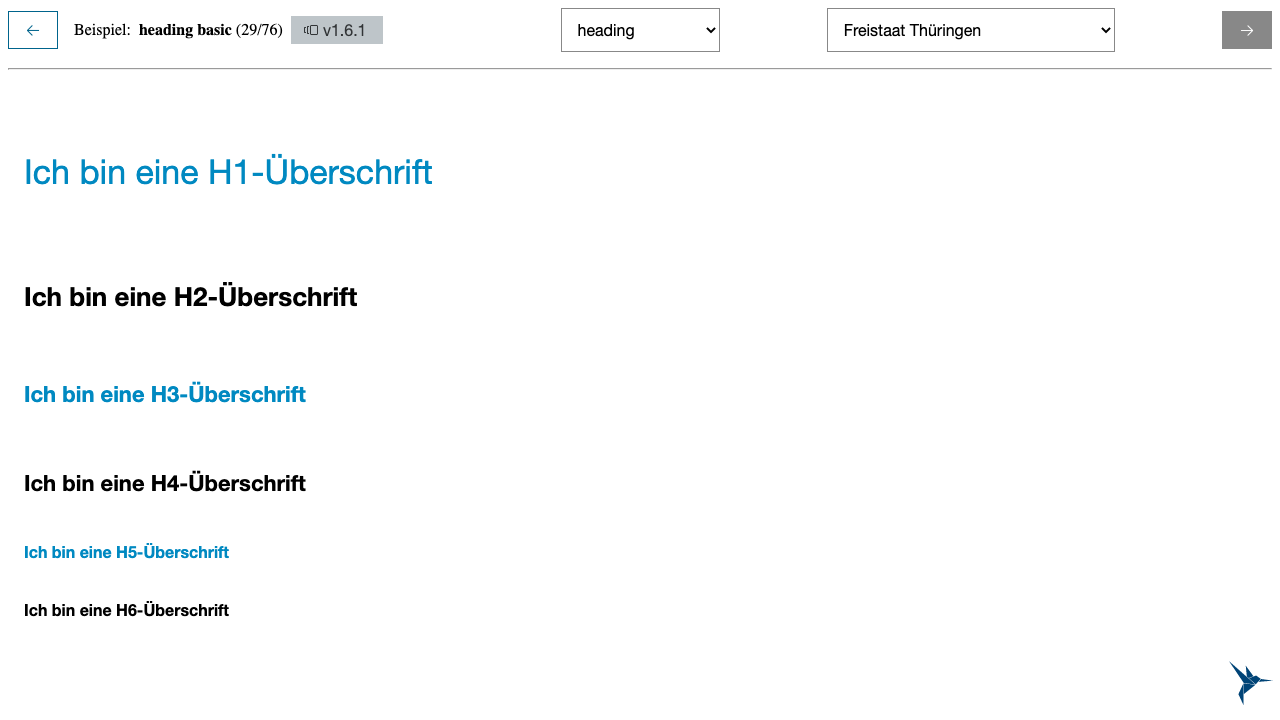 ← Beispiel: heading basic (29/76) v1.6.1 heading Freistaat Thüringen →
Ich bin eine H1-Überschrift
Ich bin eine H2-Überschrift
Ich bin eine H3-Überschrift
Ich bin eine H4-Überschrift
Ich bin eine H5-Überschrift
Ich bin eine H6-Überschrift